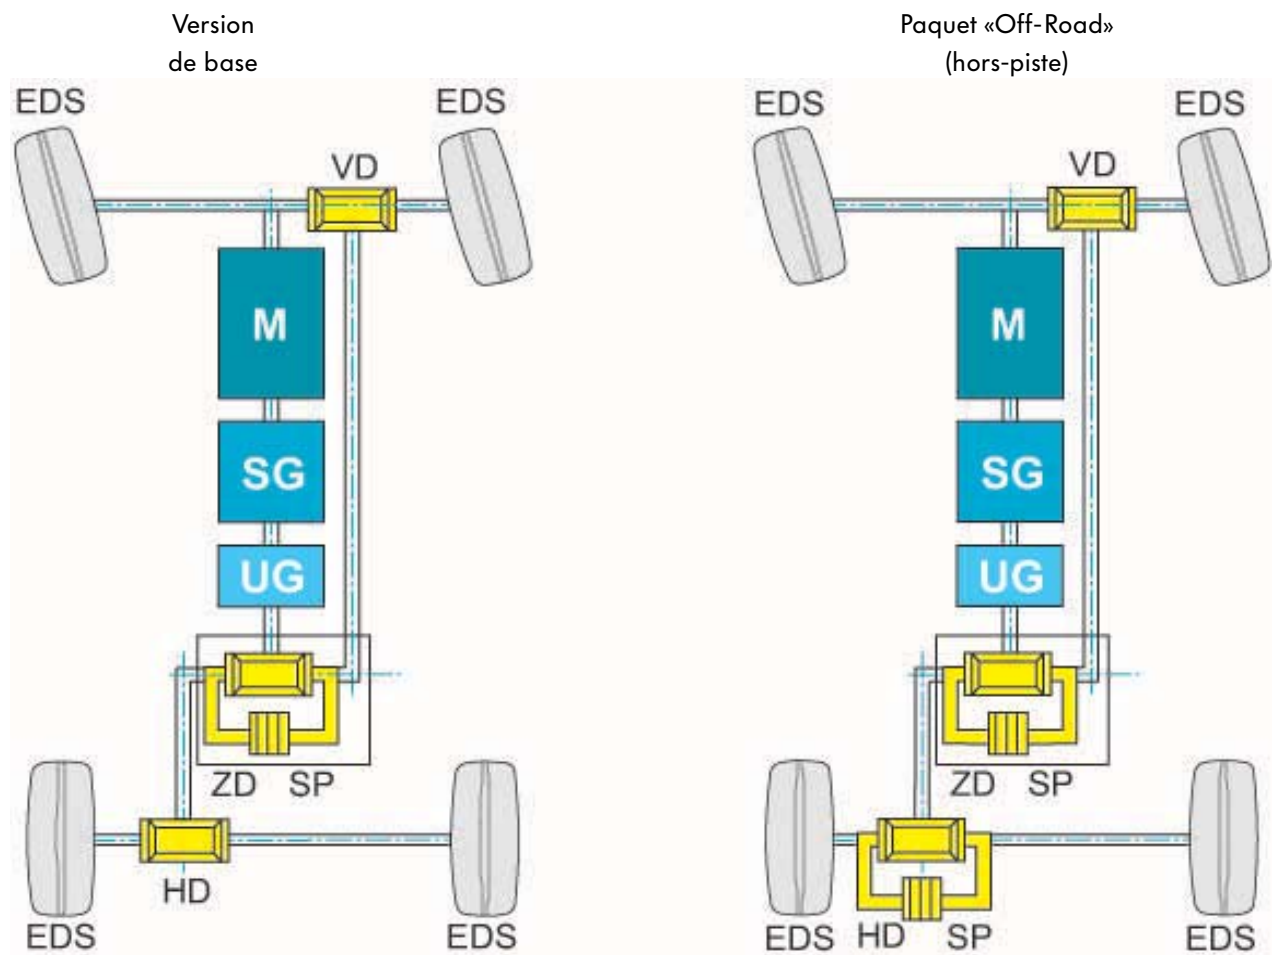 Version
de base
EDS
EDS
VD
M
SG
UG
ZD SP
HD
EDS
EDS
Paquet «Off-Road»
(hors-piste)
EDS
EDS
VD
M
SG
UG
ZD SP
EDS HD SP EDS